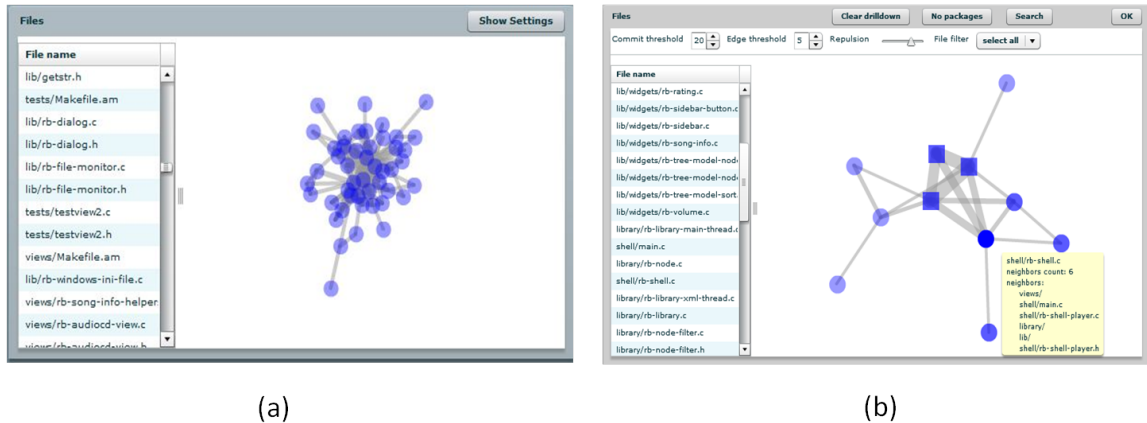 Files
Show Settings
File name
lib/getstr.h
tests/Makefile.am
lib/rb-dialog.c
lib/rb-dialog.h
lib/rb-file-monitor.c
lib/rb-file-monitor.h
tests/testview2.c
tests/testview2.h
views/Makefile.am
lib/rb-windows-ini-file.c
views/rb-song-info-helper
views/rb-audiocd-view.c
views/rb-audiocd-view.h
(a)
Files
Clear drilldown
No packages
Search
OK
Commit threshold 20 Edge threshold 5 Repulsion File filter select all
File name
lib/widgets/rb-rating.c
lib/widgets/rb-sidebar-button.c
lib/widgets/rb-sidebar.c
lib/widgets/rb-song-info.c
lib/widgets/rb-tree-model-node
lib/widgets/rb-tree-model-node
lib/widgets/rb-tree-model-sort.
lib/widgets/rb-volume.c
library/rb-library-main-thread.c
shell/main.c
library/rb-node.c
shell/rb-shell.c
library/rb-library-xml-thread.c
library/rb-library.c
library/rb-node-filter.c
library/rb-node-filter.h
shell/rb-shell.c
neighbors count: 6
neighbors:
views/
shell/main.c
shell/rb-shell-player.c
library/
lib/
shell/rb-shell-player.h
(b)